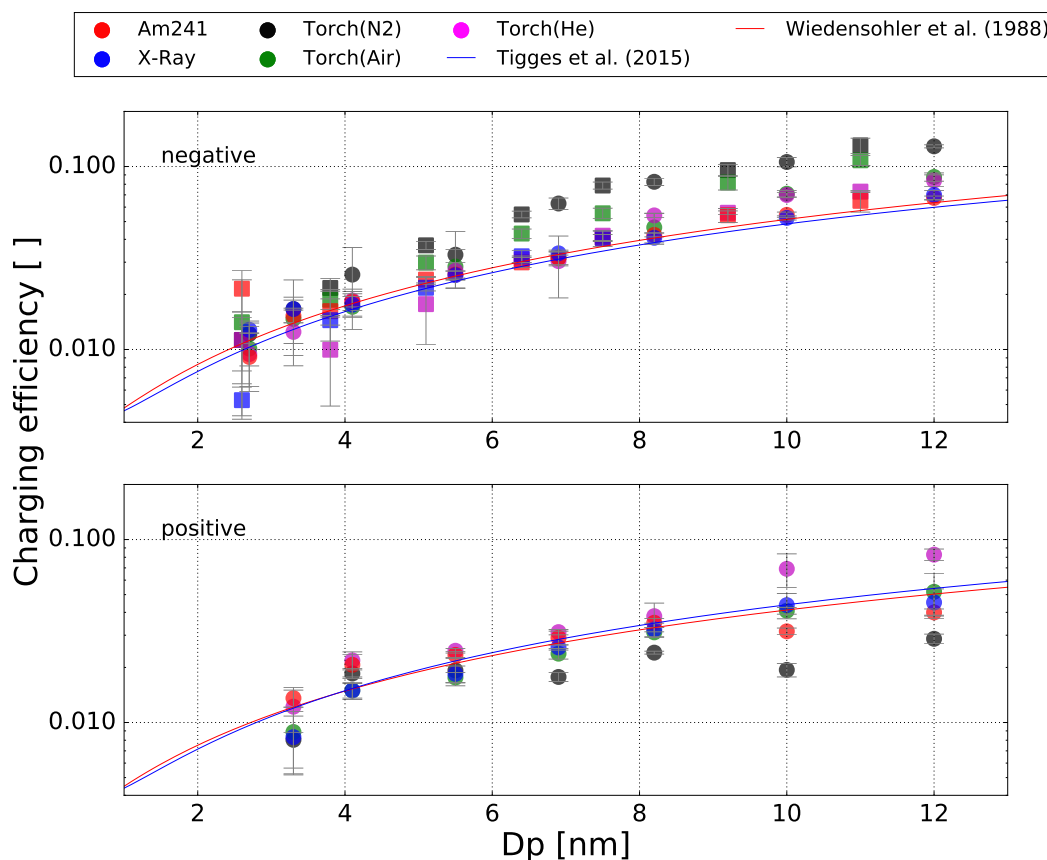 Am241 Torch(N2) Torch(He) Wiedensohler et al. (1988)
X-Ray Torch(Air) Tigges et al. (2015)
negative
0.100
0.010
2 4 6 8 10 12
Charging efficiency [ ]
positive
0.100
0.010
2 4 6 8 10 12
Dp [nm]